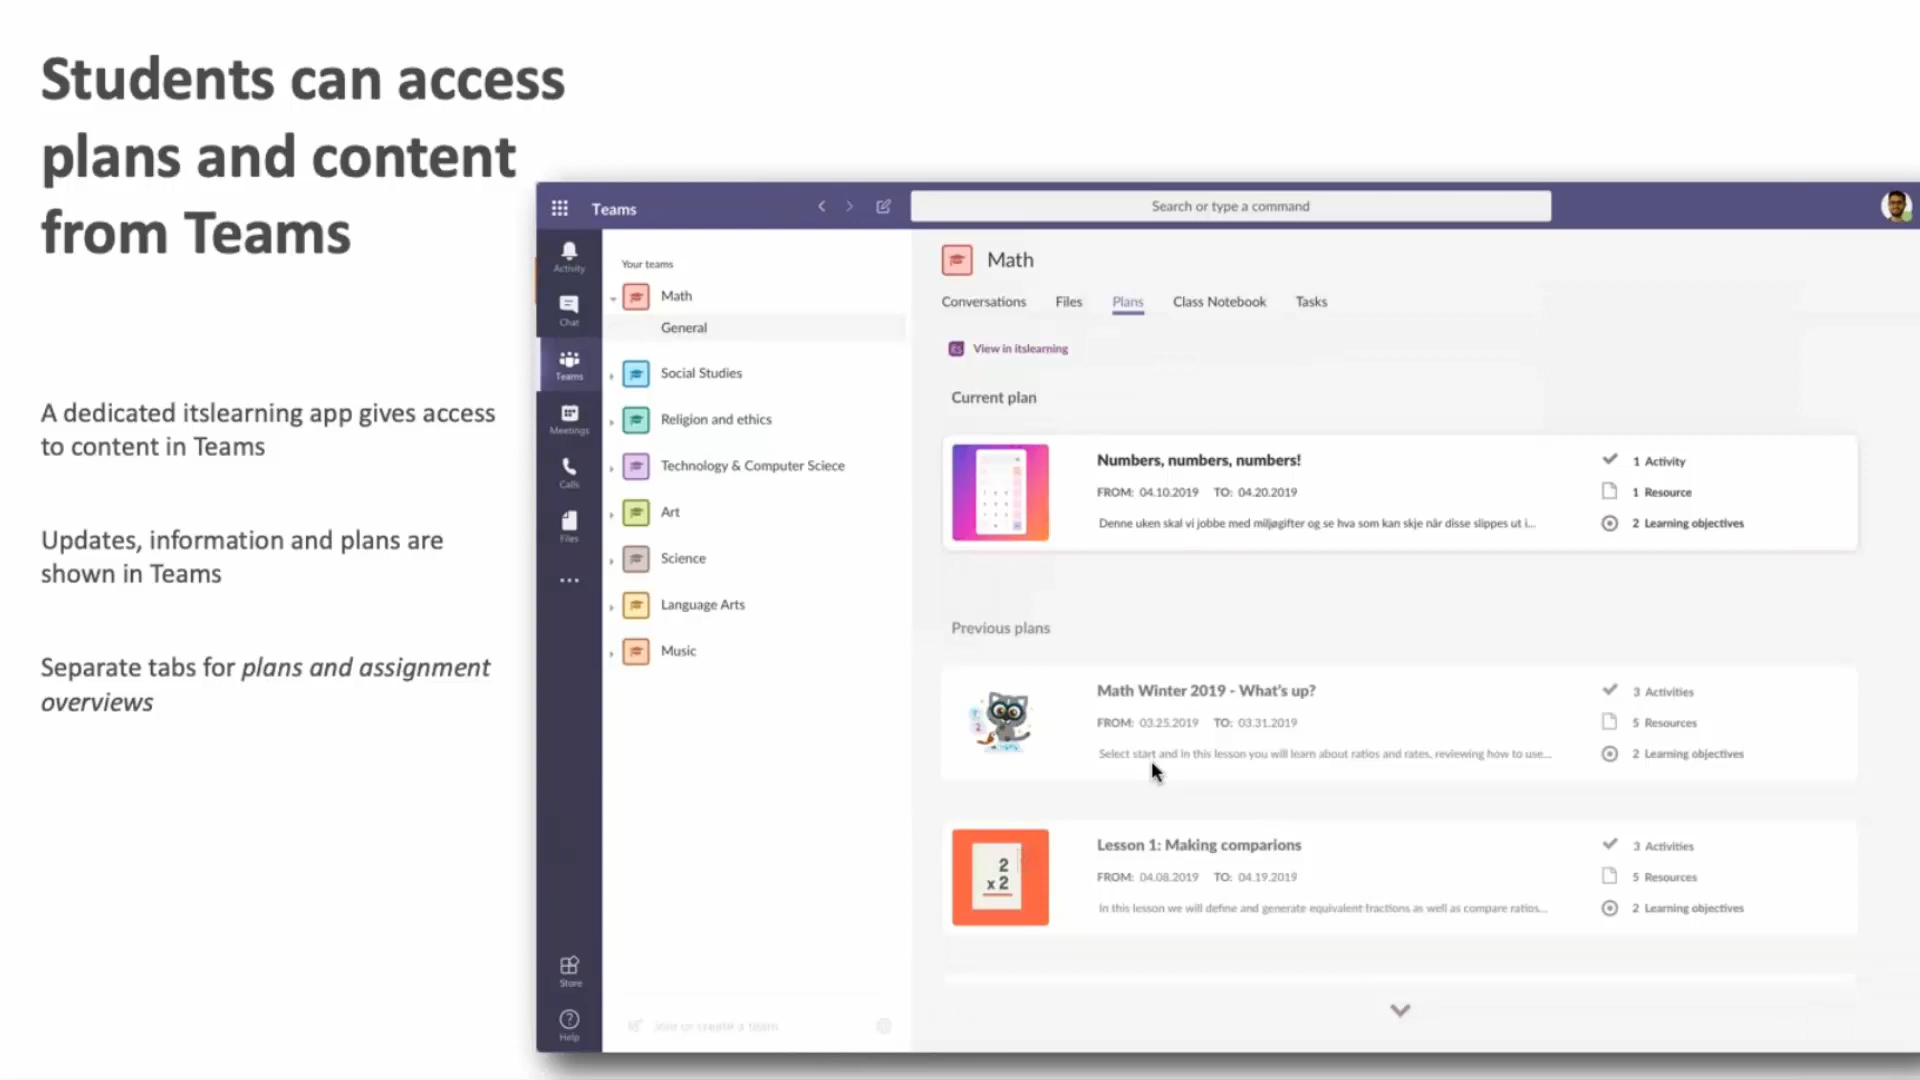 Students can access
plans and content
from Teams
A dedicated itslearning app gives access
to content in Teams
Updates, information and plans are
shown in Teams
Separate tabs for plans and assignment
overviews
Teams
Search or type a command
Activity
Chat
Teams
Meetings
Calls
Files
Store
Help
Your teams
Math
General
Social Studies
Religion and ethics
Technology & Computer Sciece
Art
Science
Language Arts
Music
Join or create a team
Math
Conversations Files Plans Class Notebook Tasks
View in itslearning
Current plan
Numbers, numbers, numbers!
FROM: 04.10.2019 TO: 04.20.2019
Denne uken skal vi jobbe med miljøgifter og se hva som kan skje når disse slippes ut i...
1 Activity
1 Resource
2 Learning objectives
Previous plans
Math Winter 2019 - What's up?
FROM: 03.25.2019 TO: 03.31.2019
Select start and in this lesson you will learn about ratios and rates, reviewing how to use...
3 Activities
5 Resources
2 Learning objectives
2
x 2
Lesson 1: Making comparions
FROM: 04.08.2019 TO: 04.19.2019
In this lesson we will define and generate equivalent fractions as well as compare ratios...
3 Activities
5 Resources
2 Learning objectives